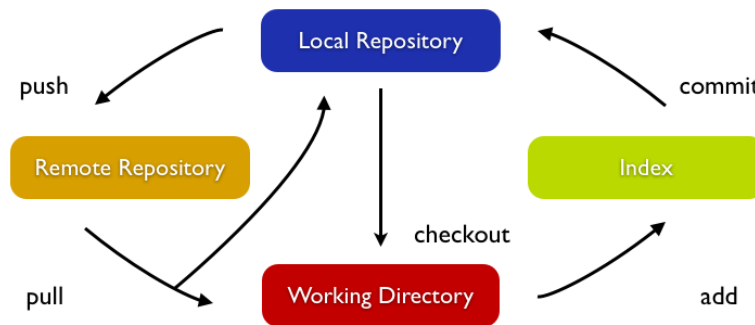 Local Repository
push
commit
Remote Repository
Index
checkout
pull
Working Directory
add